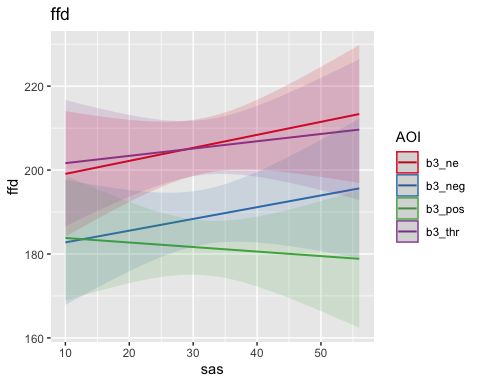 ffd
220
200
180
160
ffd
10 20 30 40 50
sas
AOI
b3_ne
b3_neg
b3_pos
b3_thr